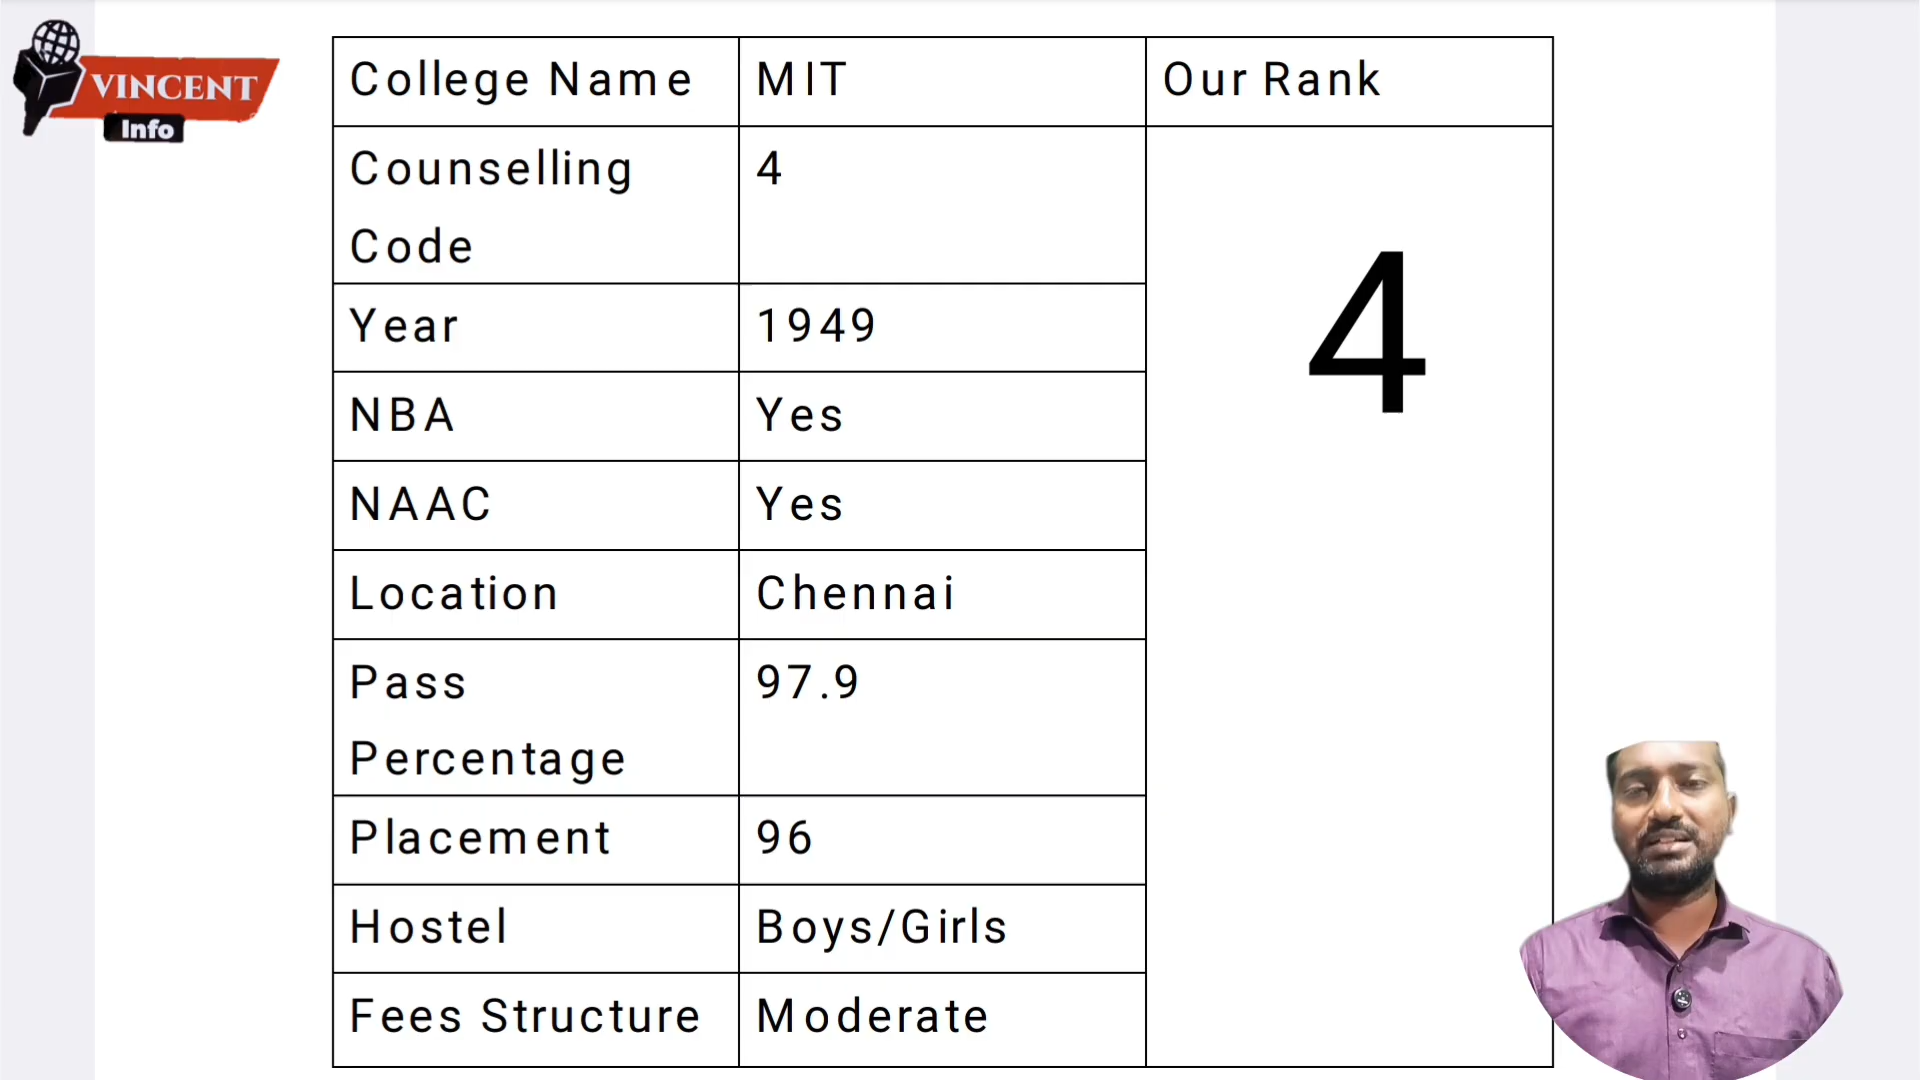 VINCENT
Info
College Name MIT Our Rank
Counselling 4
Code
4
Year 1949
NBA Yes
NAAC Yes
Location Chennai
Pass 97.9
Percentage
Placement 96
Hostel Boys/Girls
Fees Structure Moderate